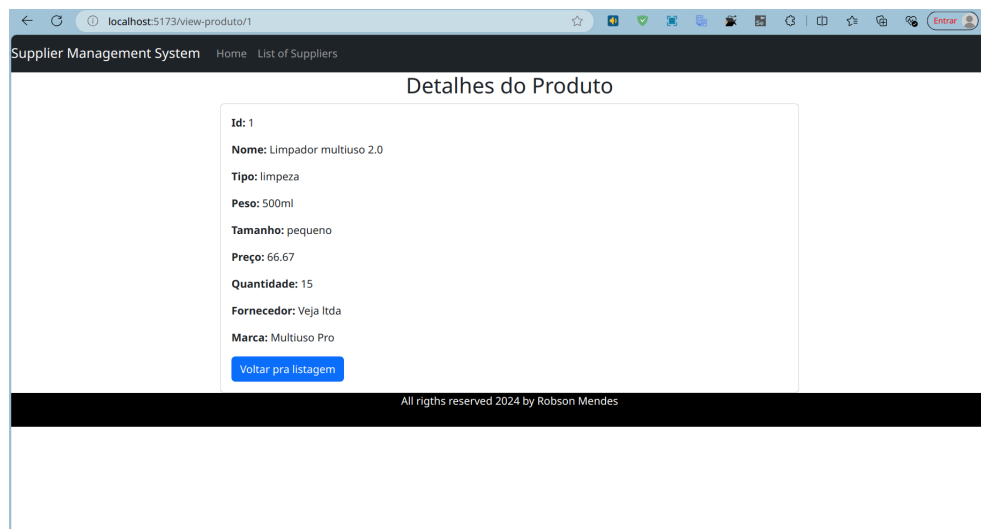 localhost:5173/view-produto/1
Entrar
Supplier Management System Home List of Suppliers
Detalhes do Produto
Id: 1
Nome: Limpador multiuso 2.0
Tipo: limpeza
Peso: 500ml
Tamanho: pequeno
Preço: 66.67
Quantidade: 15
Fornecedor: Veja ltda
Marca: Multiuso Pro
Voltar pra listagem
All rigths reserved 2024 by Robson Mendes